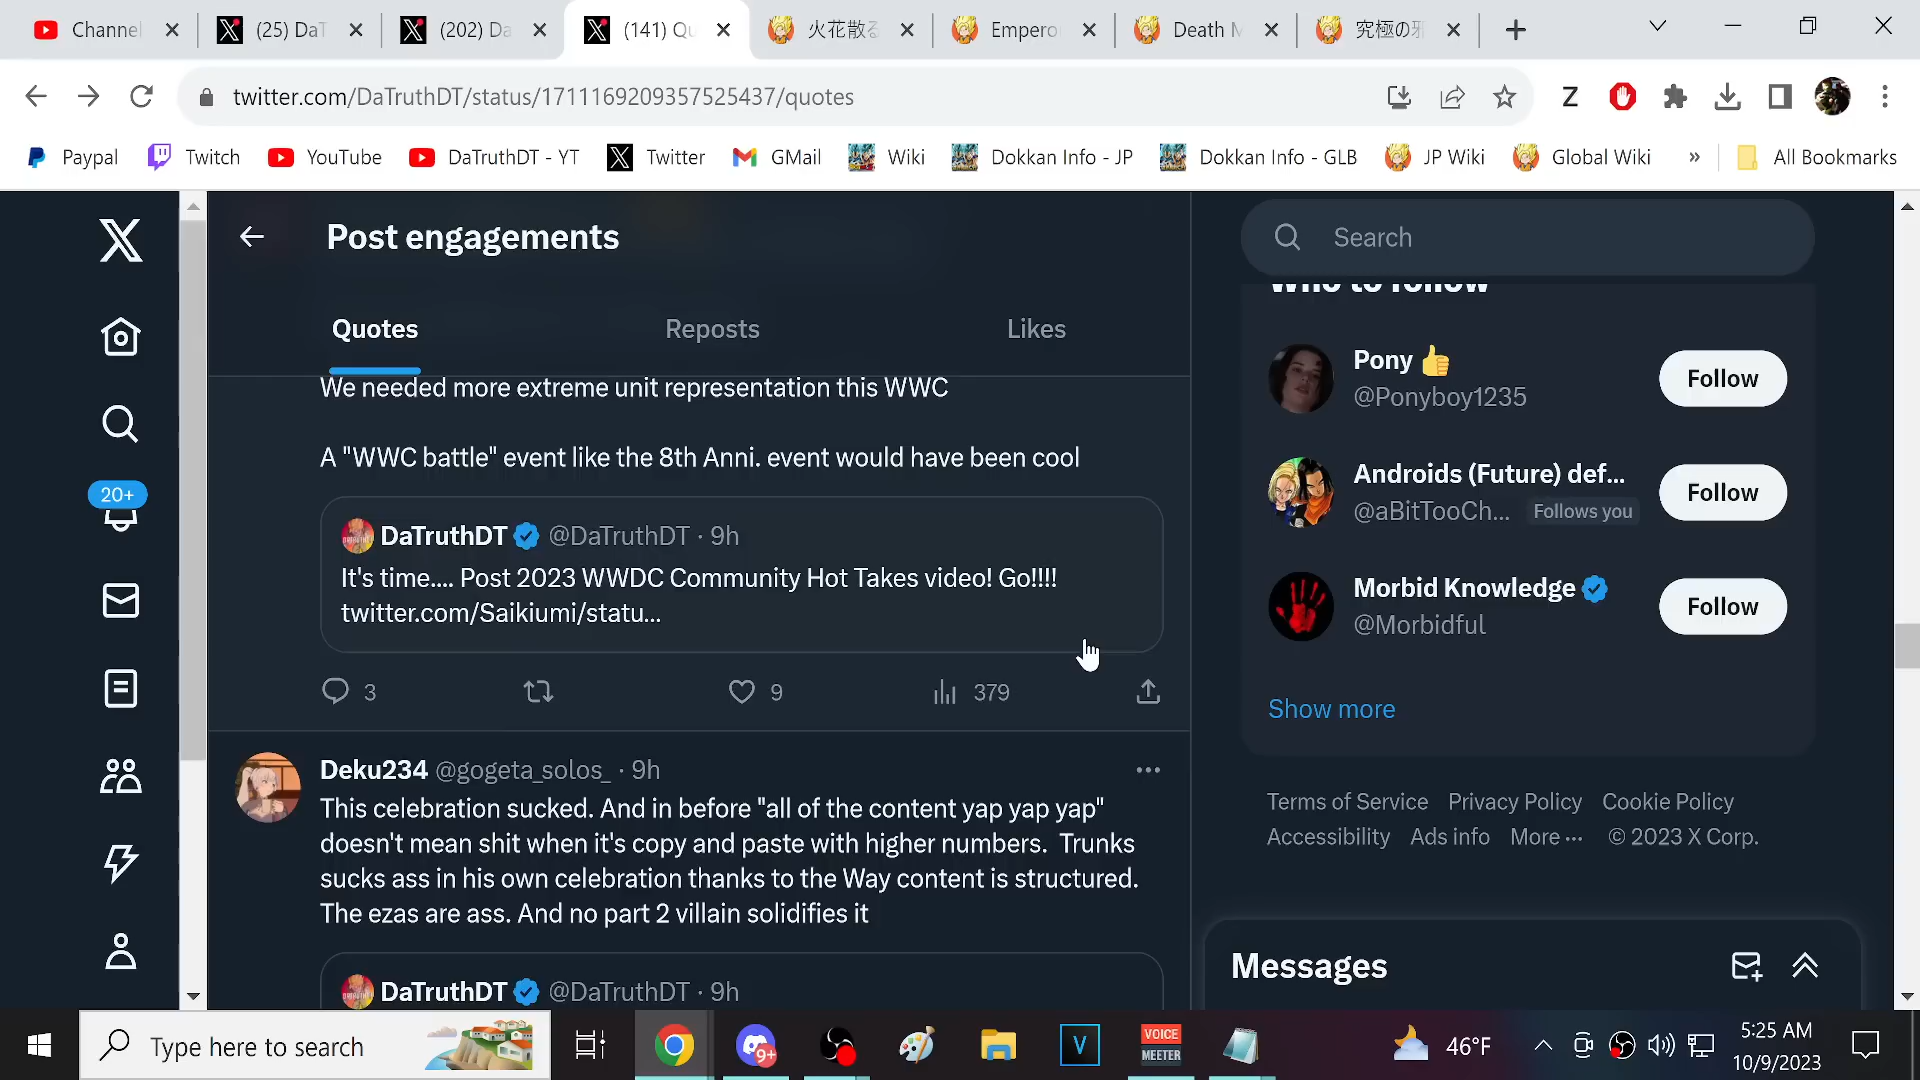 Channel
(25) DaT
(202) Da
(141) Qu
火花散る
Empero
Death M
究極の邪
twitter.com/DaTruthDT/status/1711169209357525437/quotes
Z
Paypal
Twitch
YouTube
DaTruthDT - YT
Twitter
GMail
Wiki
Dokkan Info - JP
Dokkan Info - GLB
JP Wiki
Global Wiki
»
All Bookmarks
20+
Post engagements
Quotes
Reposts
Likes
We needed more extreme unit representation this WWC
A "WWC battle" event like the 8th Anni. event would have been cool
DaTruthDT @DaTruthDT · 9h
It's time.... Post 2023 WWDC Community Hot Takes video! Go!!!!
twitter.com/Saikiumi/statu...
3
9
379
Deku234 @gogeta_solos_ · 9h
This celebration sucked. And in before "all of the content yap yap yap"
doesn't mean shit when it's copy and paste with higher numbers. Trunks
sucks ass in his own celebration thanks to the Way content is structured.
The ezas are ass. And no part 2 villain solidifies it
DaTruthDT @DaTruthDT · 9h
Search
Who to follow
Pony 👍
@Ponyboy1235
Follow
Androids (Future) def...
@aBitTooCh... Follows you
Follow
Morbid Knowledge
@Morbidful
Follow
Show more
Terms of Service Privacy Policy Cookie Policy
Accessibility Ads info More ··· © 2023 X Corp.
Messages
Type here to search
9+
V
VOICE
MEETER
46°F
5:25 AM
10/9/2023